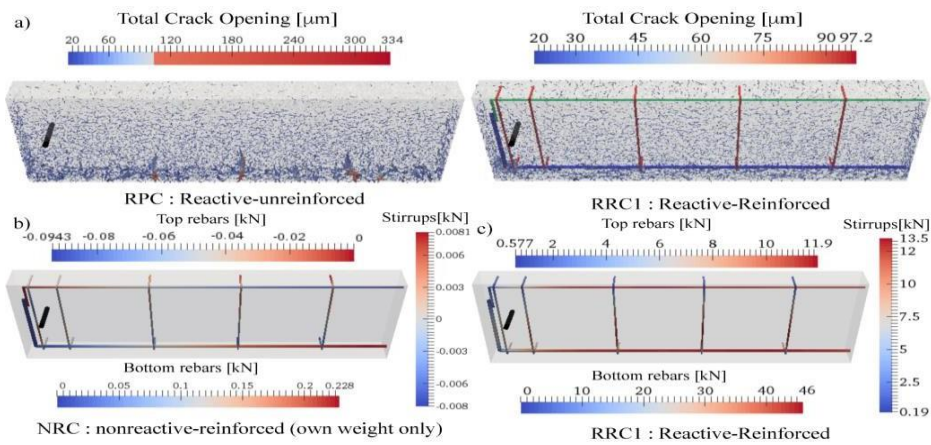 a)
Total Crack Opening [μm]
20 60 120 180 240 300 334
RPC : Reactive-unreinforced
Total Crack Opening [μm]
20 30 45 60 75 90 97.2
RRC1 : Reactive-Reinforced
b)
Top rebars [kN]
-0.0943 -0.08 -0.06 -0.04 -0.02 0
Stirrups[kN]
0.0081
0.006
0.003
0
-0.003
-0.006
-0.008
Bottom rebars [kN]
0 0.05 0.1 0.15 0.2 0.228
NRC : nonreactive-reinforced (own weight only)
c)
Top rebars [kN]
0.577 2 4 6 8 10 11.9
Stirrups[kN]
13.5
12.5
10
7.5
5
2.5
0.19
Bottom rebars [kN]
0 10 20 30 40 46
RRC1 : Reactive-Reinforced